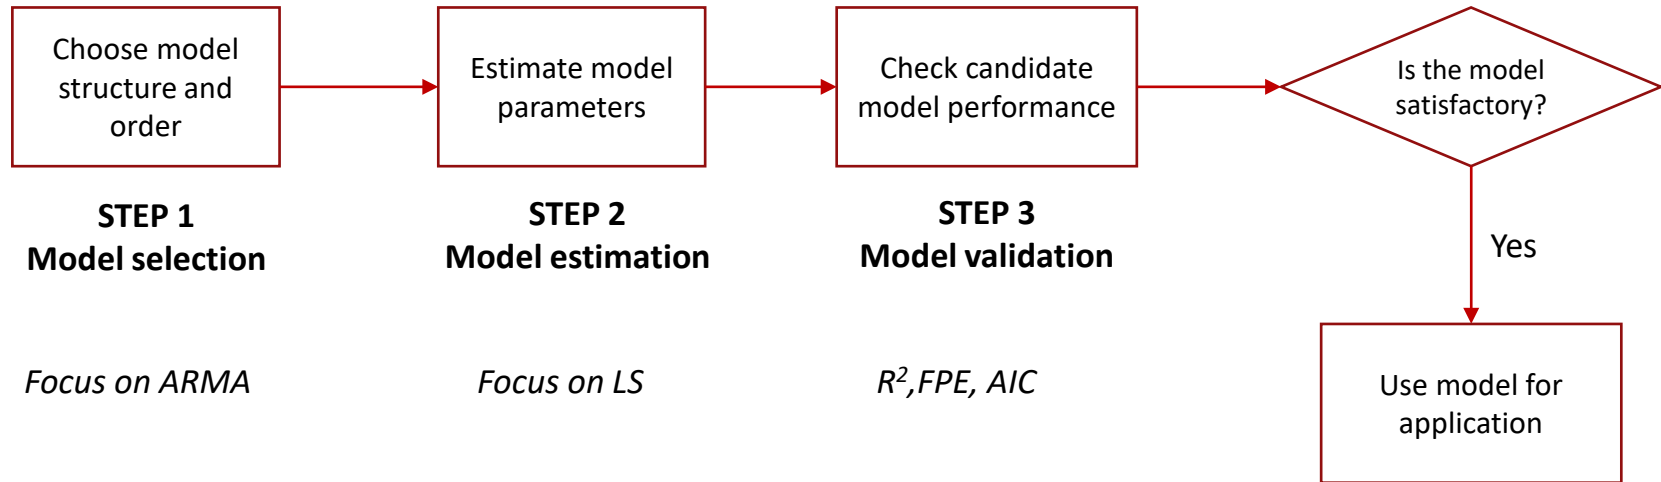 Choose model
structure and
order
Estimate model
parameters
Check candidate
model performance
Is the model
satisfactory?
STEP 1
Model selection
STEP 2
Model estimation
STEP 3
Model validation
Yes
Focus on ARMA
Focus on LS
R²,FPE, AIC
Use model for
application